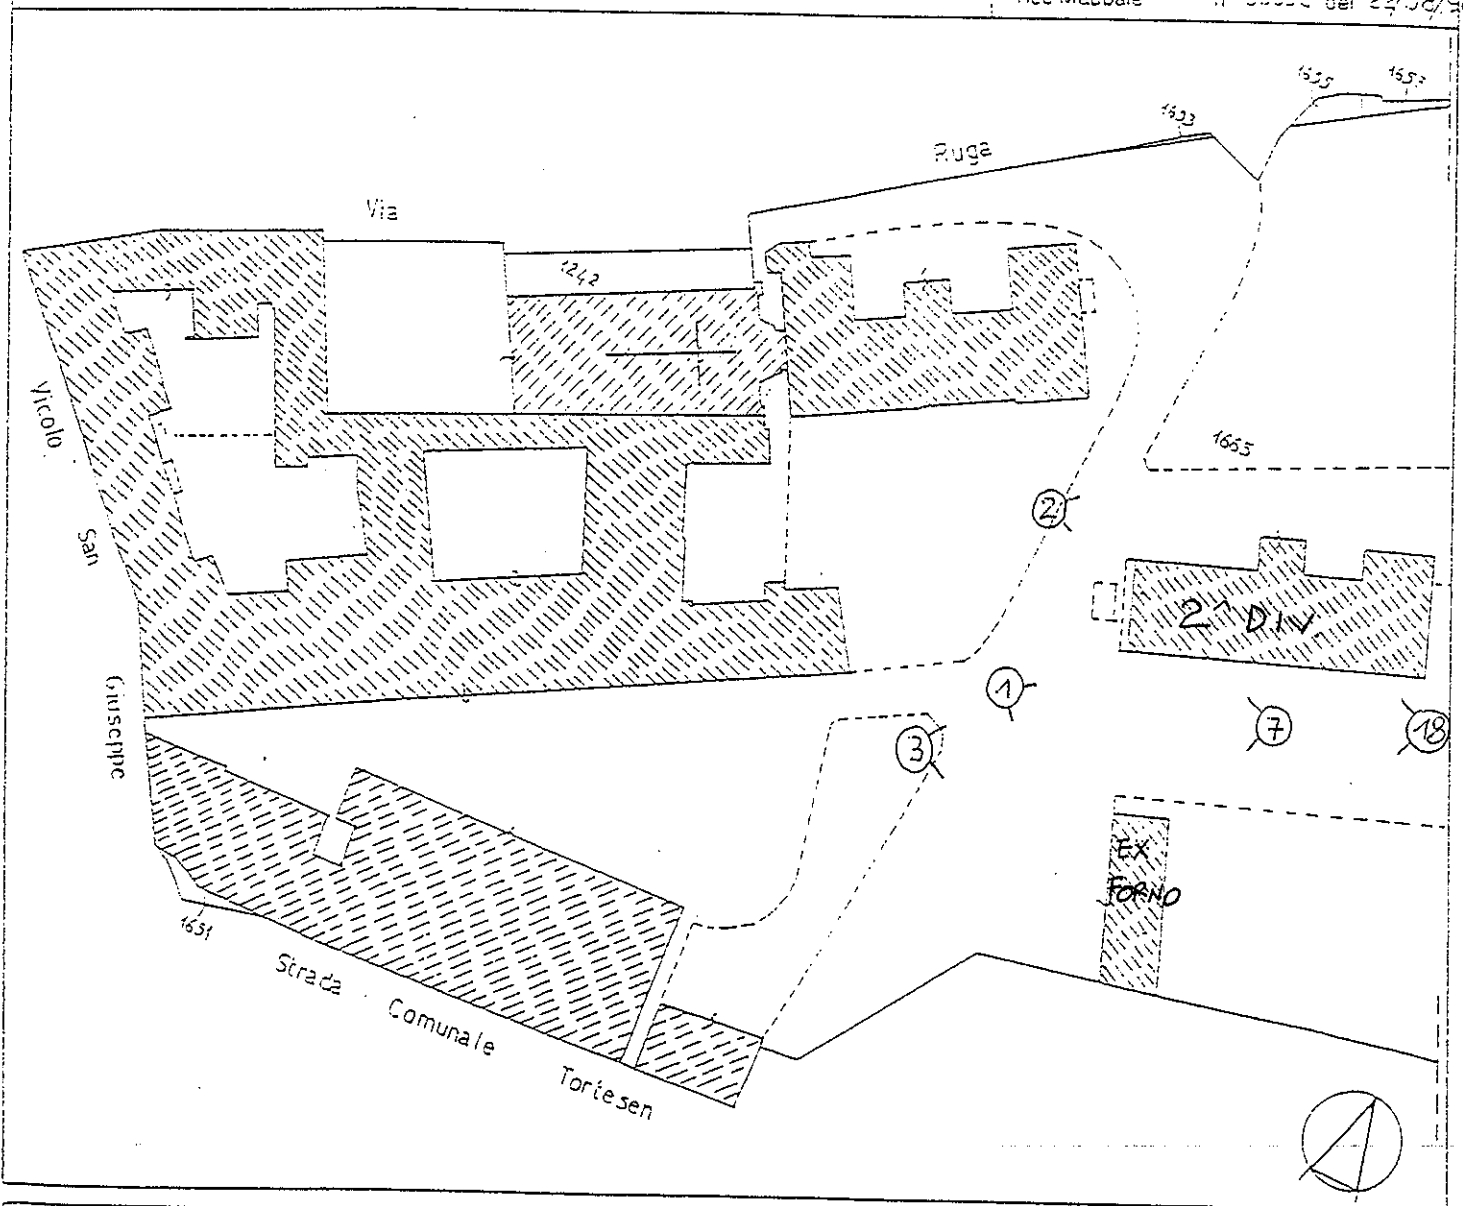 1635
1657
1633
Ruga
Via
1242
Vicolo
1665
2
San
2^ Div.
1
Giuseppe
7
18
3
EX
FORNO
1651
Strada Comunale Tortesen